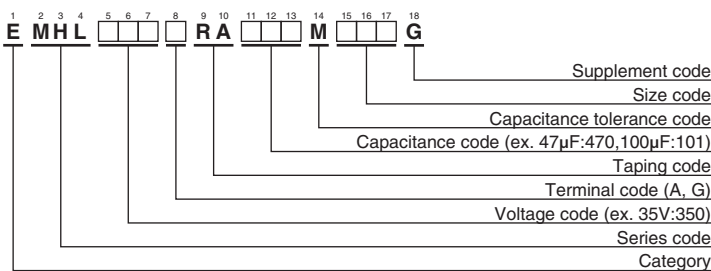 1 2 3 4 5 6 7 8 9 10 11 12 13 14 15 16 17 18
E MHL □□□ □ RA □□□ M □□□ G
Supplement code
Size code
Capacitance tolerance code
Capacitance code (ex. 47µF:470,100µF:101)
Taping code
Terminal code (A, G)
Voltage code (ex. 35V:350)
Series code
Category